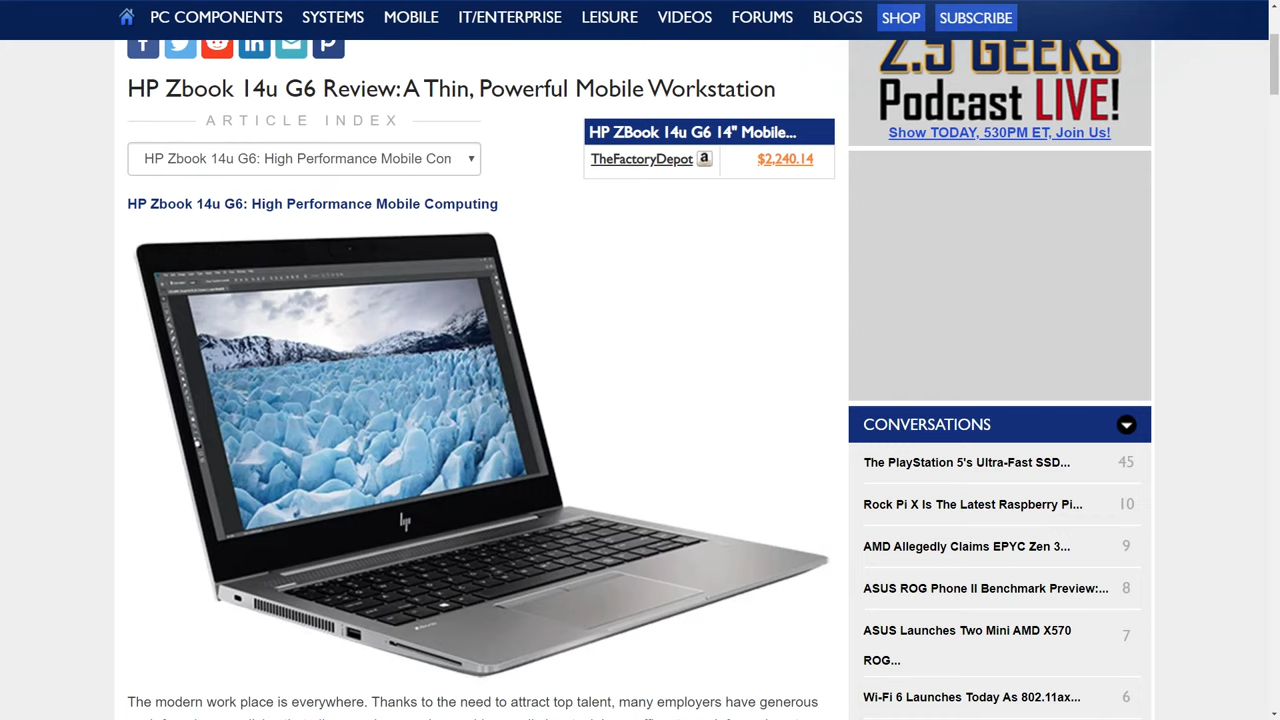 PC COMPONENTS SYSTEMS MOBILE IT/ENTERPRISE LEISURE VIDEOS FORUMS BLOGS SHOP SUBSCRIBE
2.5 GEEKS
Podcast LIVE!
Show TODAY, 530PM ET, Join Us!
HP Zbook 14u G6 Review: A Thin, Powerful Mobile Workstation
ARTICLE INDEX
HP Zbook 14u G6: High Performance Mobile Con
HP ZBook 14u G6 14" Mobile...
TheFactoryDepot a $2,240.14
HP Zbook 14u G6: High Performance Mobile Computing
hp
The modern work place is everywhere. Thanks to the need to attract top talent, many employers have generous
CONVERSATIONS
The PlayStation 5's Ultra-Fast SSD... 45
Rock Pi X Is The Latest Raspberry Pi... 10
AMD Allegedly Claims EPYC Zen 3... 9
ASUS ROG Phone II Benchmark Preview:... 8
ASUS Launches Two Mini AMD X570
ROG... 7
Wi-Fi 6 Launches Today As 802.11ax... 6